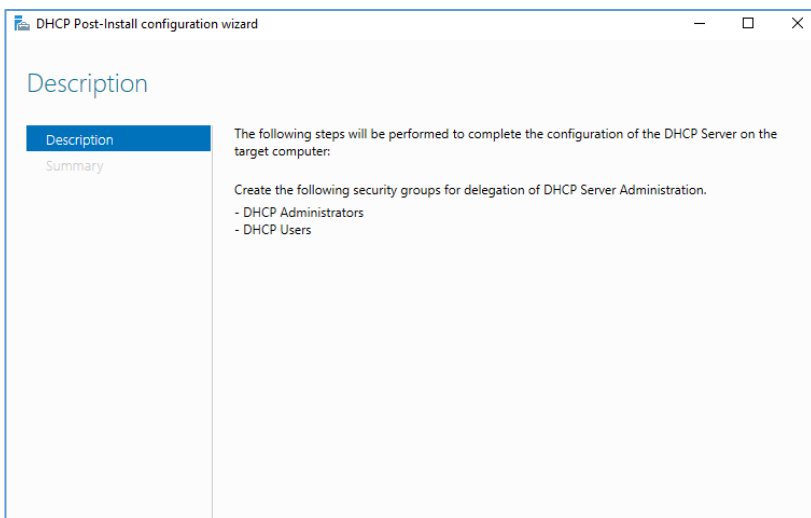 DHCP Post-Install configuration wizard
Description
Description
Summary
The following steps will be performed to complete the configuration of the DHCP Server on the
target computer:
Create the following security groups for delegation of DHCP Server Administration.
- DHCP Administrators
- DHCP Users